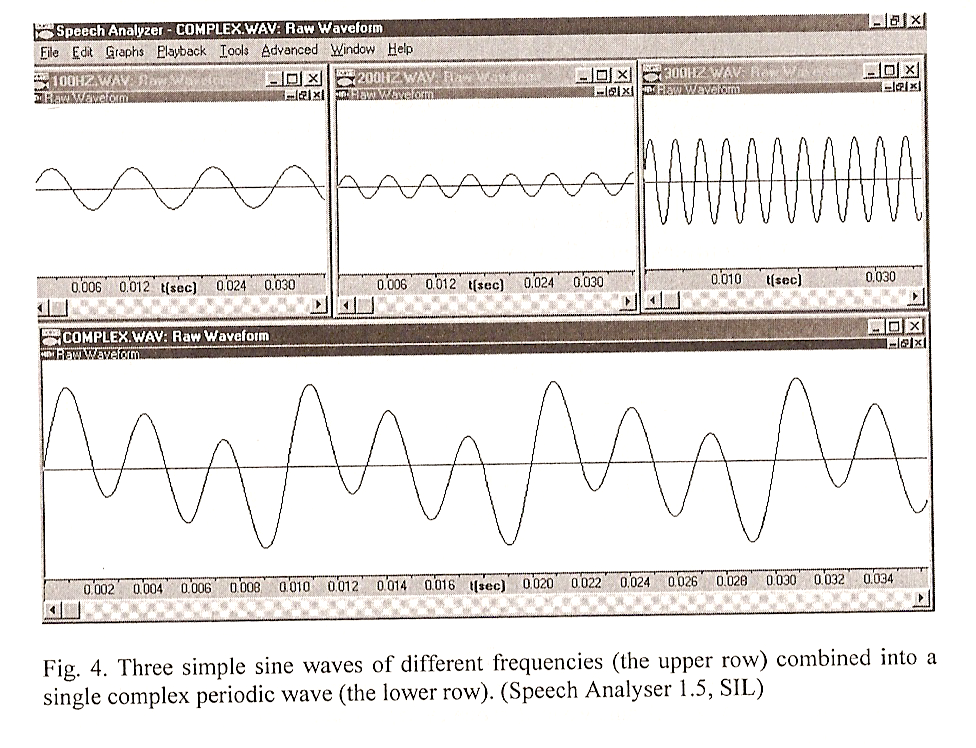 Speech Analyzer - COMPLEX.WAV: Raw Waveform
File Edit Graphs Playback Tools Advanced Window Help
100HZ.WAV: Raw Waveform
Raw Waveform
200HZ.WAV: Raw Waveform
Raw Waveform
300HZ.WAV: Raw Waveform
Raw Waveform
0.006 0.012 t(sec) 0.024 0.030
0.006 0.012 t(sec) 0.024 0.030
0.010 t(sec) 0.030
COMPLEX.WAV: Raw Waveform
Raw Waveform
0.002 0.004 0.006 0.008 0.010 0.012 0.014 0.016 t(sec) 0.020 0.022 0.024 0.026 0.028 0.030 0.032 0.034
Fig. 4. Three simple sine waves of different frequencies (the upper row) combined into a
single complex periodic wave (the lower row). (Speech Analyser 1.5, SIL)